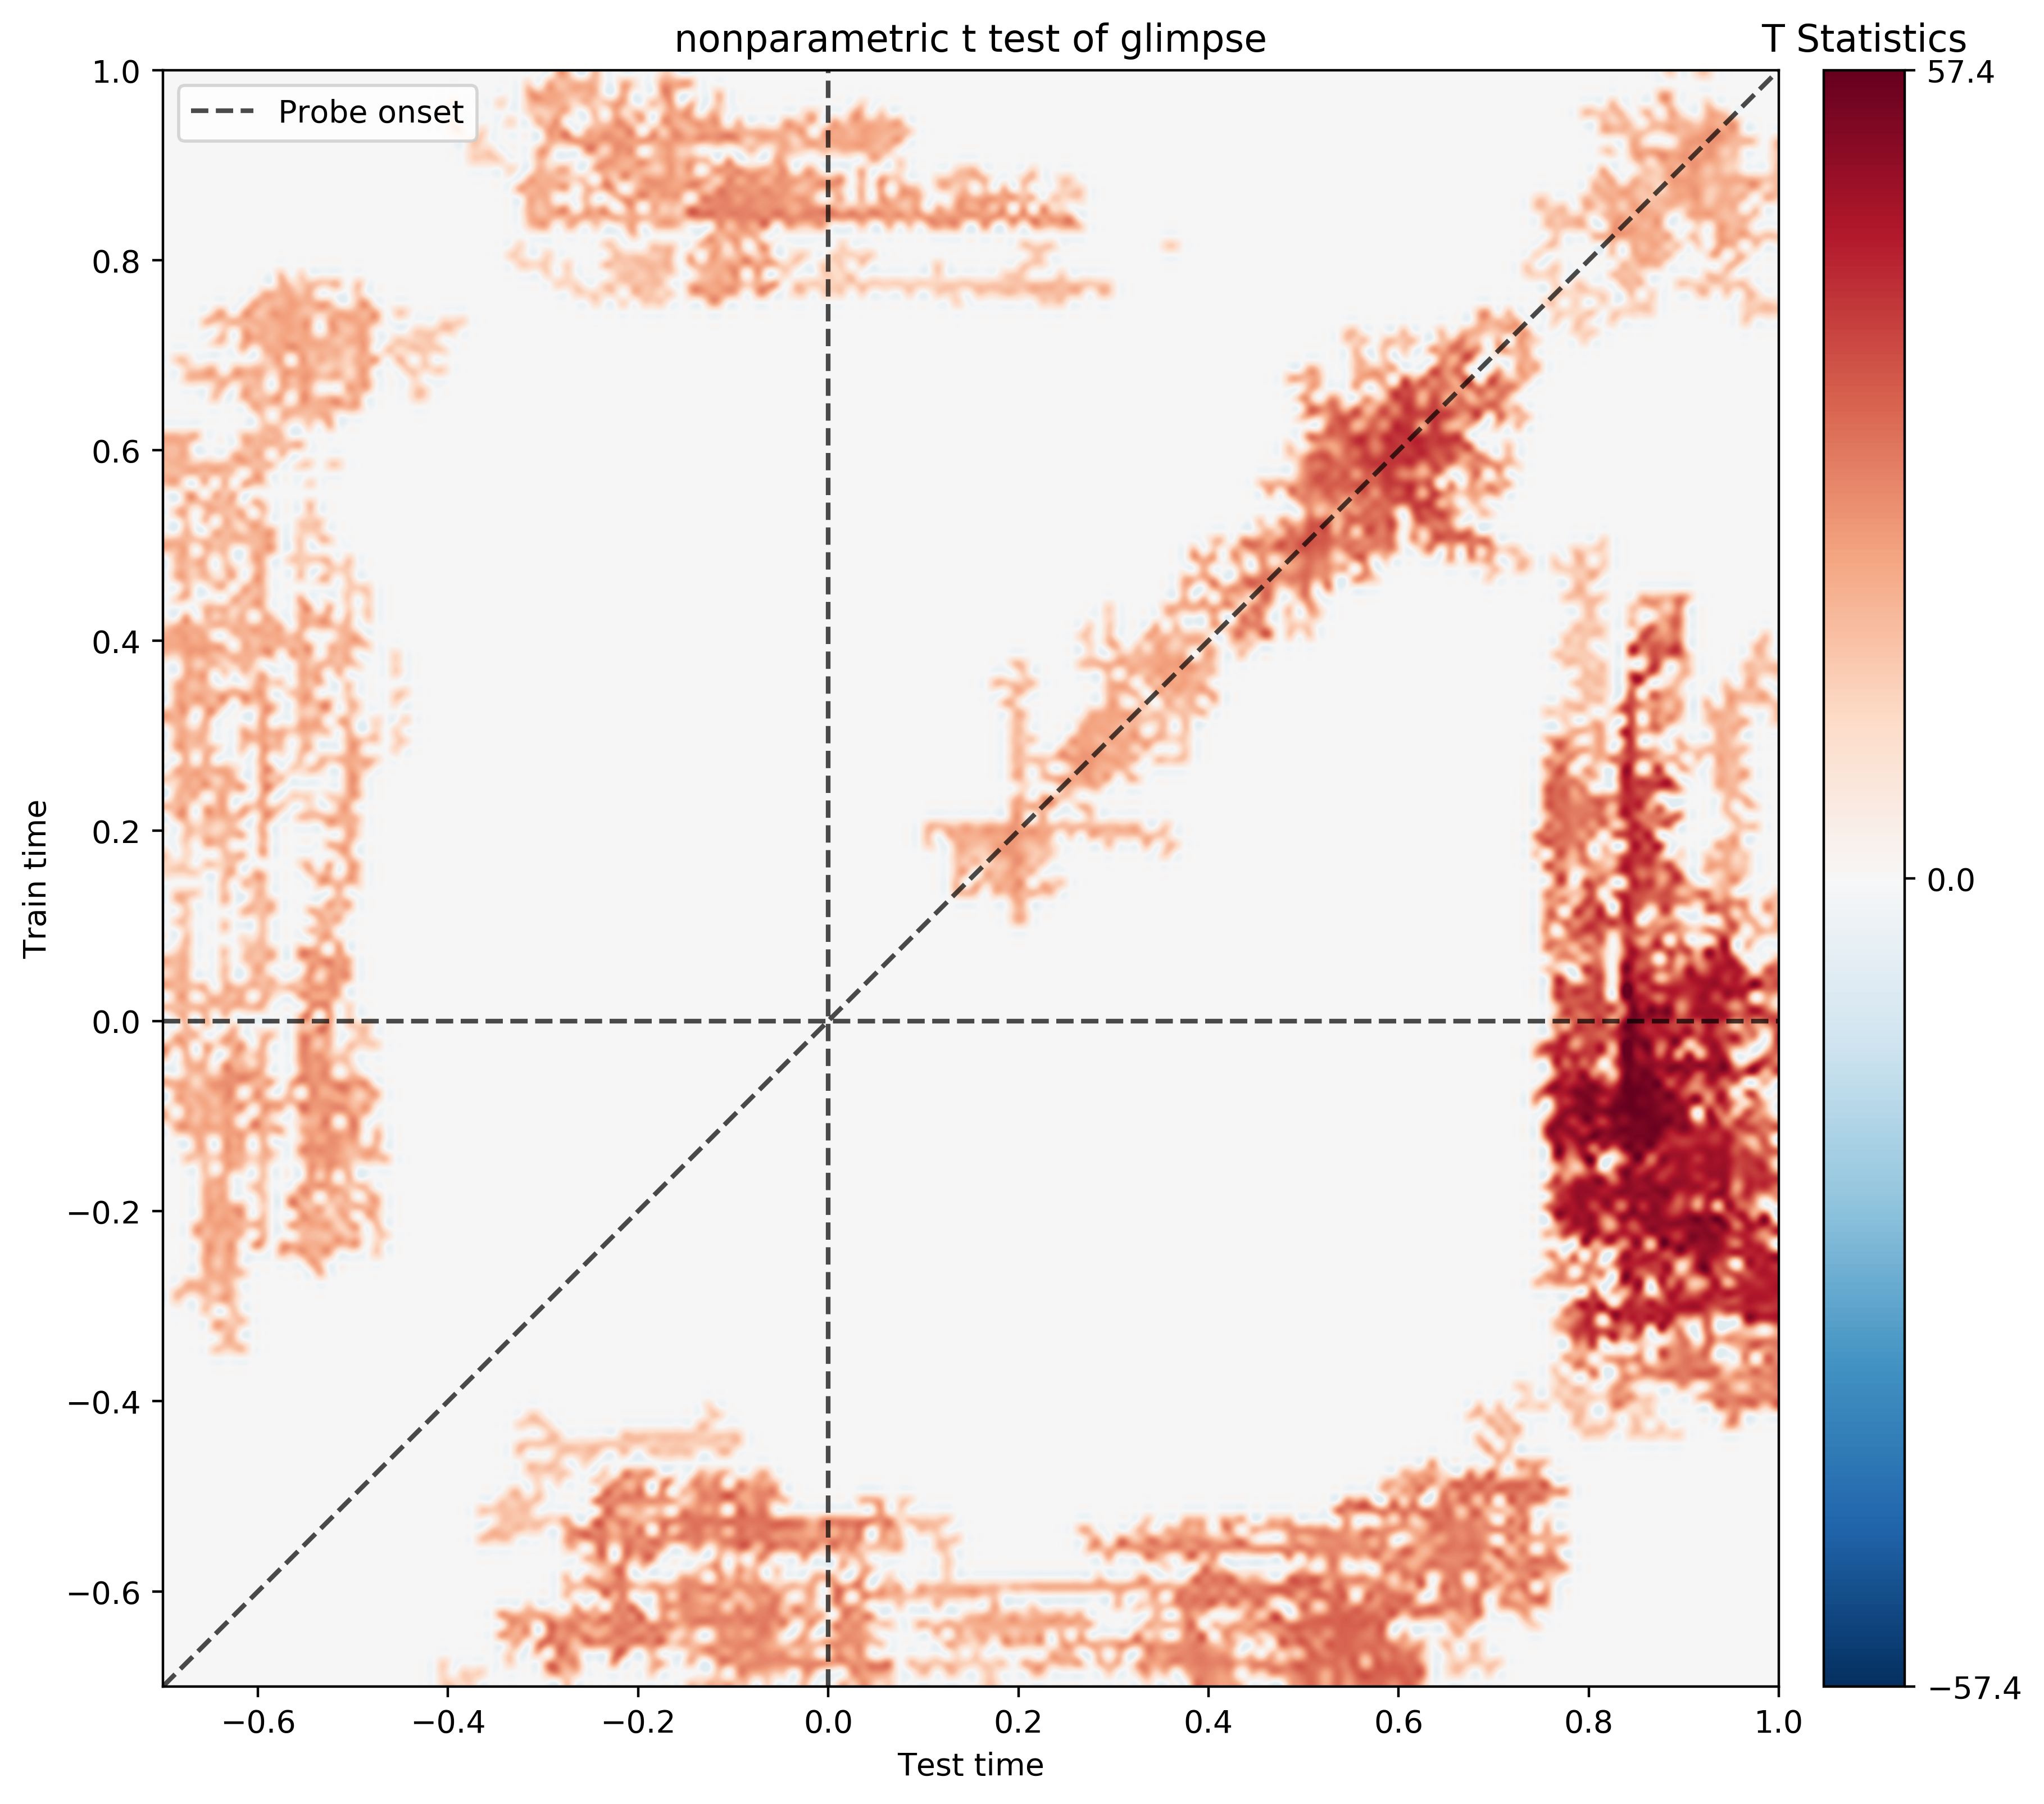 nonparametric t test of glimpse
T Statistics
Probe onset
57.4
0.0
−57.4
1.0
0.8
0.6
0.4
0.2
0.0
−0.2
−0.4
−0.6
Train time
−0.6 −0.4 −0.2 0.0 0.2 0.4 0.6 0.8 1.0
Test time